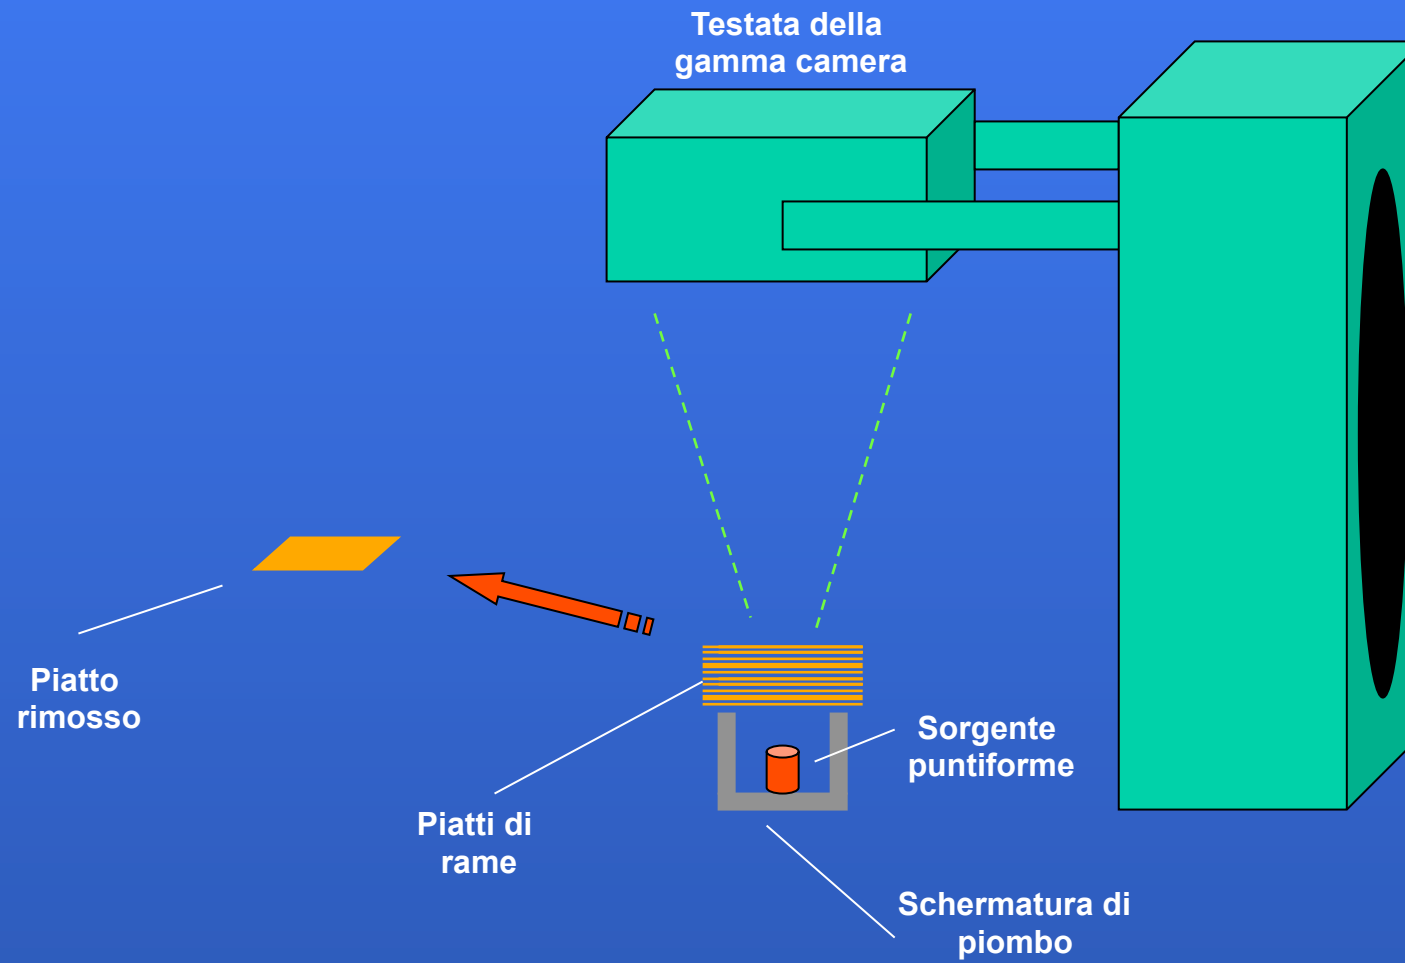 Testata della
gamma camera
Piatto
rimosso
Sorgente
puntiforme
Piatti di
rame
Schermatura di
piombo